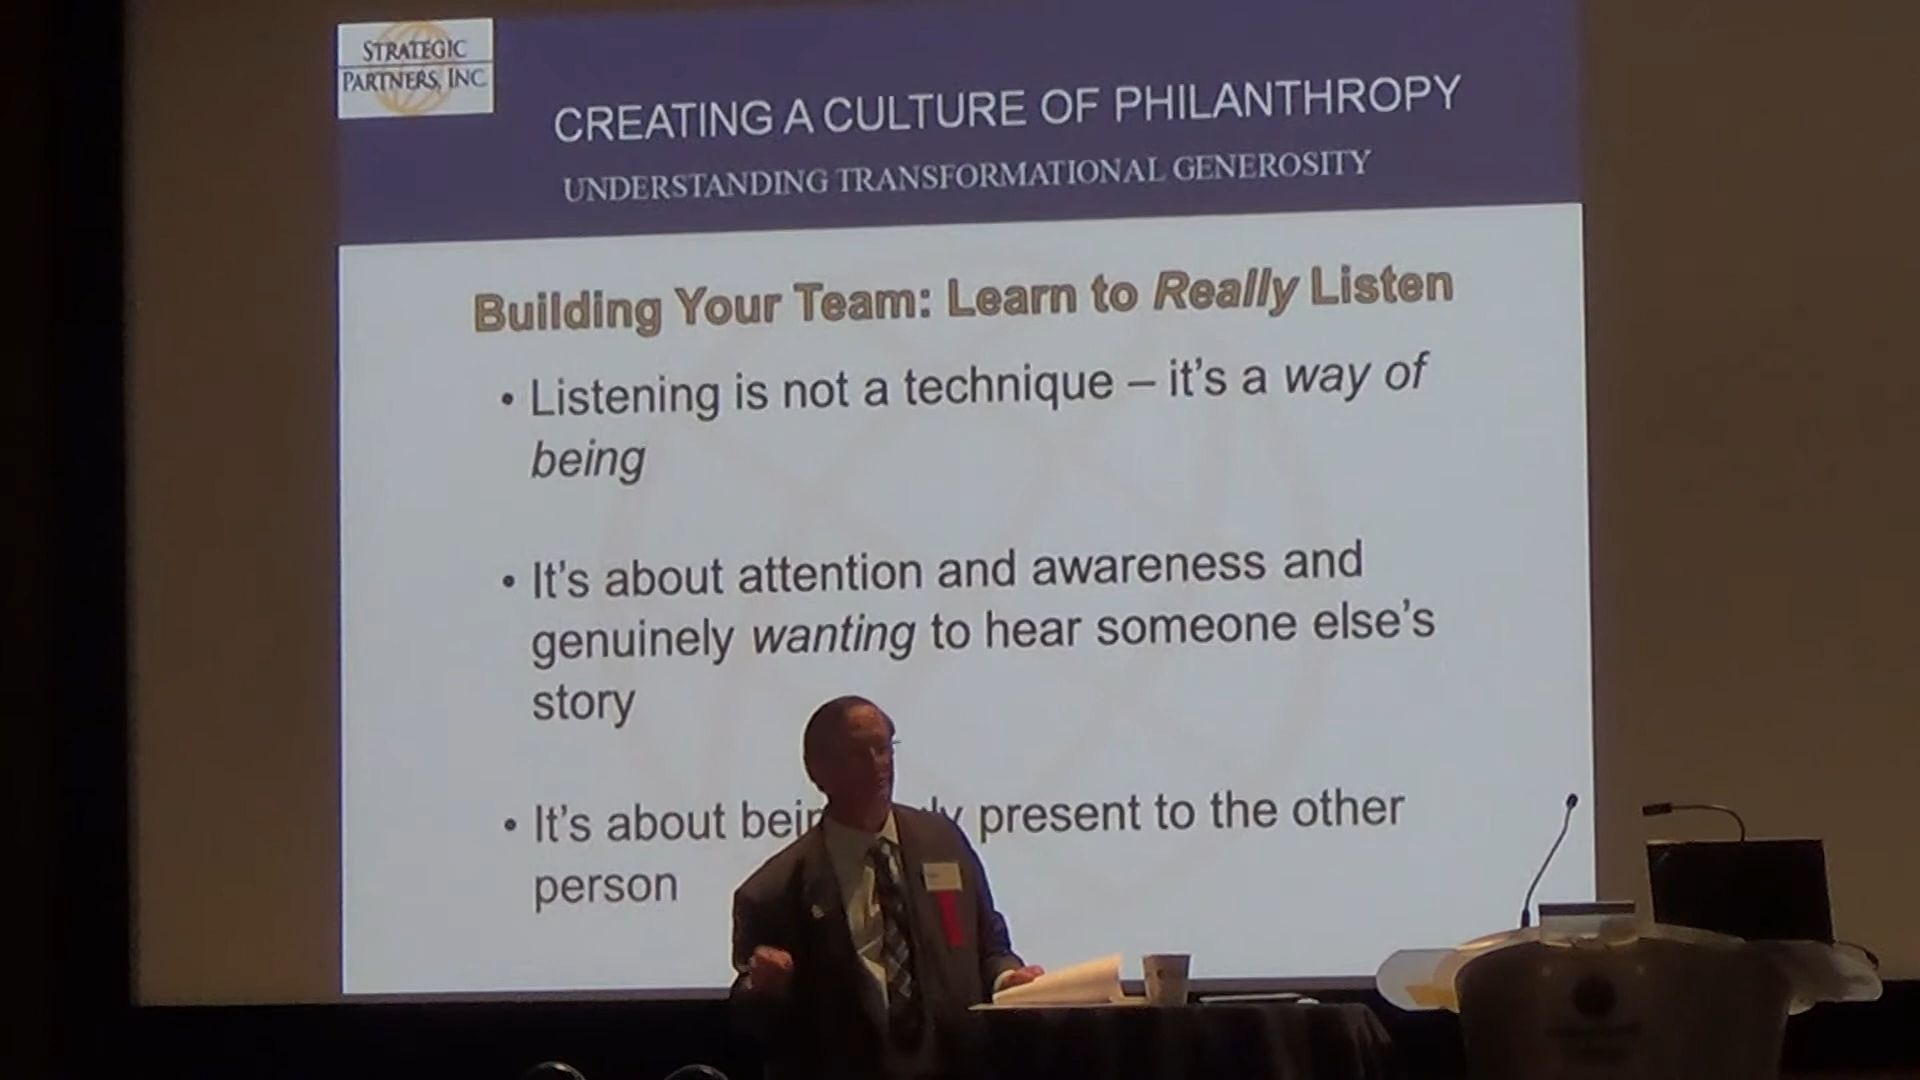 STRATEGIC
PARTNERS, INC
CREATING A CULTURE OF PHILANTHROPY
UNDERSTANDING TRANSFORMATIONAL GENEROSITY
Building Your Team: Learn to Really Listen
• Listening is not a technique – it's a way of
being
• It's about attention and awareness and
genuinely wanting to hear someone else's
story
• It's about present to the other
person